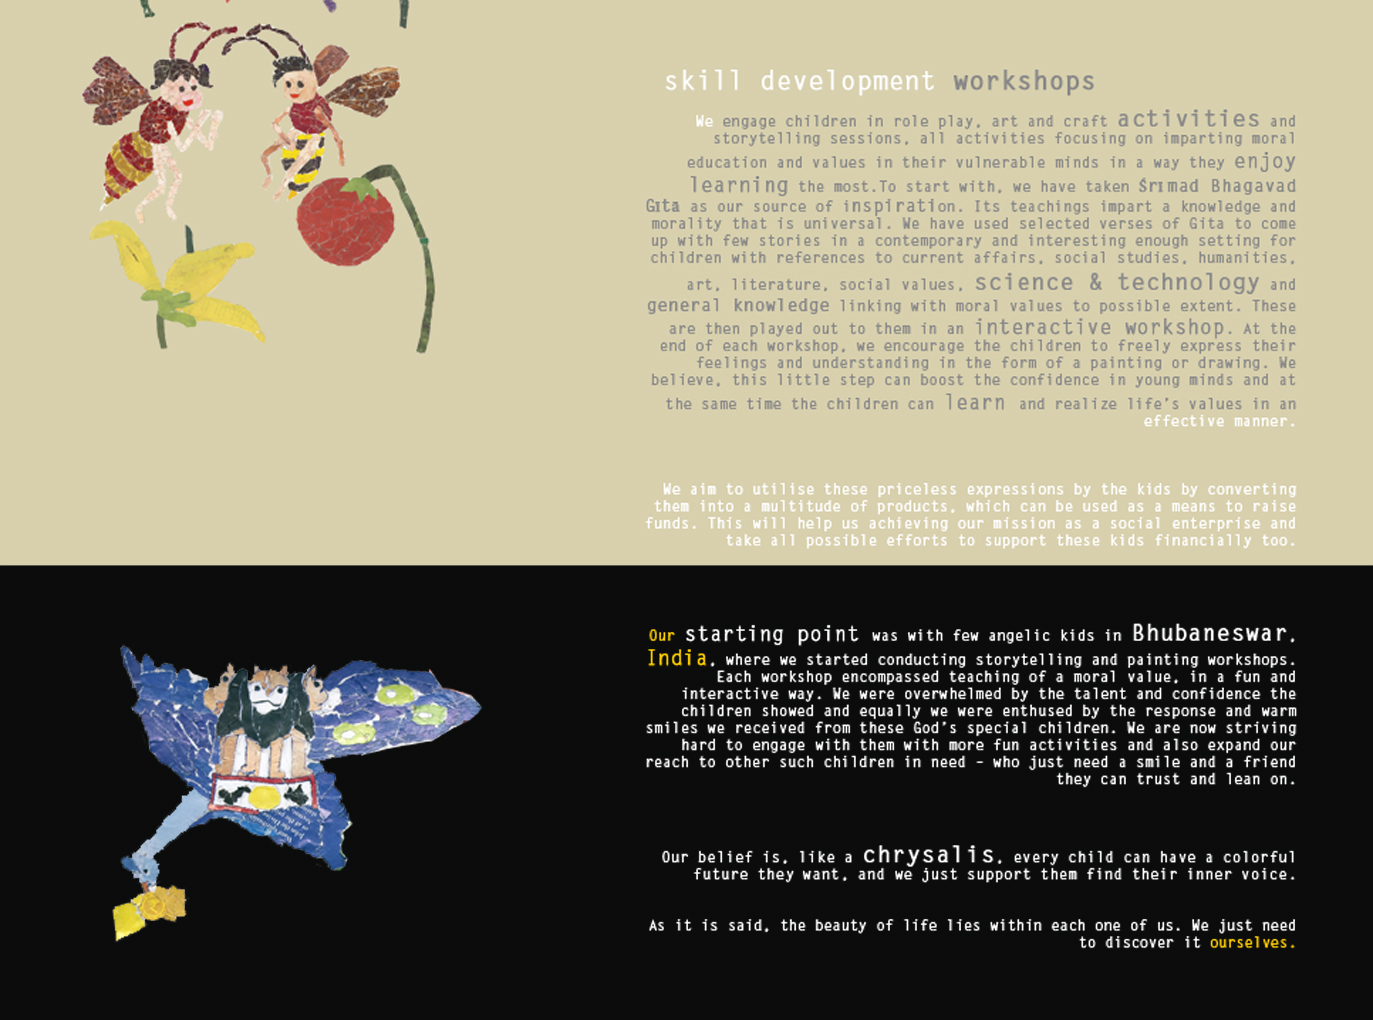 skill development workshops
We engage children in role play, art and craft activities and
storytelling sessions, all activities focusing on imparting moral
education and values in their vulnerable minds in a way they enjoy
learning the most.To start with, we have taken Śrīmad Bhagavad
Gītā as our source of inspiration. Its teachings impart a knowledge and
morality that is universal. We have used selected verses of Gita to come
up with few stories in a contemporary and interesting enough setting for
children with references to current affairs, social studies, humanities,
art, literature, social values, science & technology and
general knowledge linking with moral values to possible extent. These
are then played out to them in an interactive workshop. At the
end of each workshop, we encourage the children to freely express their
feelings and understanding in the form of a painting or drawing. We
believe, this little step can boost the confidence in young minds and at
the same time the children can learn and realize life's values in an
effective manner.
We aim to utilise these priceless expressions by the kids by converting
them into a multitude of products, which can be used as a means to raise
funds. This will help us achieving our mission as a social enterprise and
take all possible efforts to support these kids financially too.
Our starting point was with few angelic kids in Bhubaneswar,
India, where we started conducting storytelling and painting workshops.
Each workshop encompassed teaching of a moral value, in a fun and
interactive way. We were overwhelmed by the talent and confidence the
children showed and equally we were enthused by the response and warm
smiles we received from these God's special children. We are now striving
hard to engage with them with more fun activities and also expand our
reach to other such children in need - who just need a smile and a friend
they can trust and lean on.
Our belief is, like a chrysalis, every child can have a colorful
future they want, and we just support them find their inner voice.
As it is said, the beauty of life lies within each one of us. We just need
to discover it ourselves.